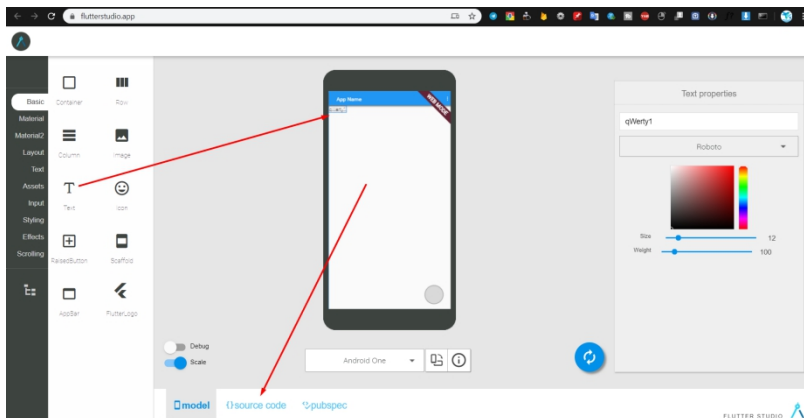 flutterstudio.app
Basic
Material
Material2
Layout
Text
Assets
Input
Styling
Effects
Scrolling
Container
Row
Column
Image
Text
Icon
RaisedButton
Scaffold
AppBar
FlutterLogo
App Name
WEB MODE
Debug
Scale
Android One
Text properties
qWerty1
Roboto
Size
12
Weight
100
model
{}source code
pubspec
FLUTTER STUDIO